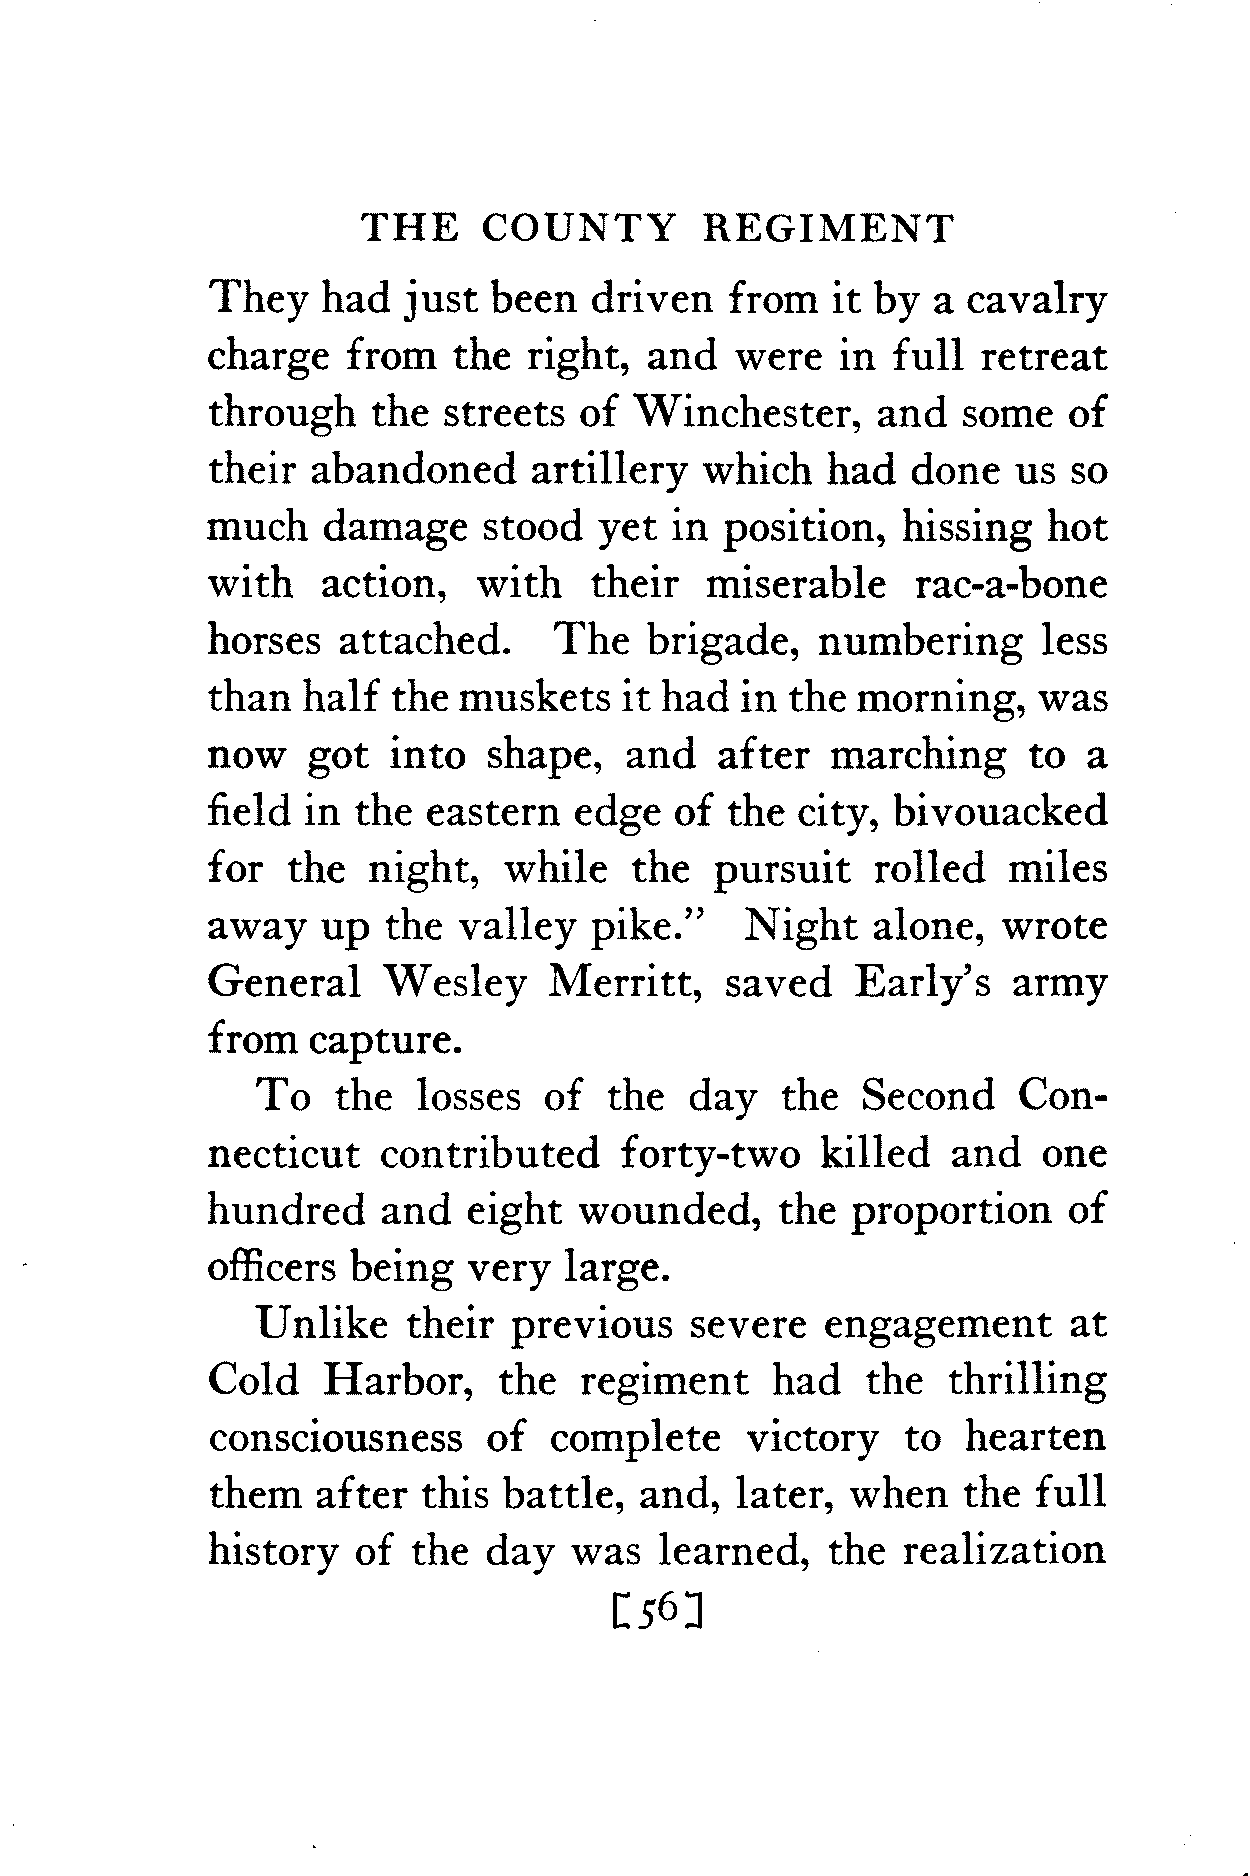 THE COUNTY REGIMENT
They had just been driven from it by a cavalry
charge from the right, and were in full retreat
through the streets of Winchester, and some of
their abandoned artillery which had done us so
much damage stood yet in position, hissing hot
with action, with their miserable rac-a-bone
horses attached. The brigade, numbering less
than half the muskets it had in the morning, was
now got into shape, and after marching to a
field in the eastern edge of the city, bivouacked
for the night, while the pursuit rolled miles
away up the valley pike.” Night alone, wrote
General Wesley Merritt, saved Early’s army
from capture.
To the losses of the day the Second Con-
necticut contributed forty-two killed and one
hundred and eight wounded, the proportion of
officers being very large.
Unlike their previous severe engagement at
Cold Harbor, the regiment had the thrilling
consciousness of complete victory to hearten
them after this battle, and, later, when the full
history of the day was learned, the realization
[56]